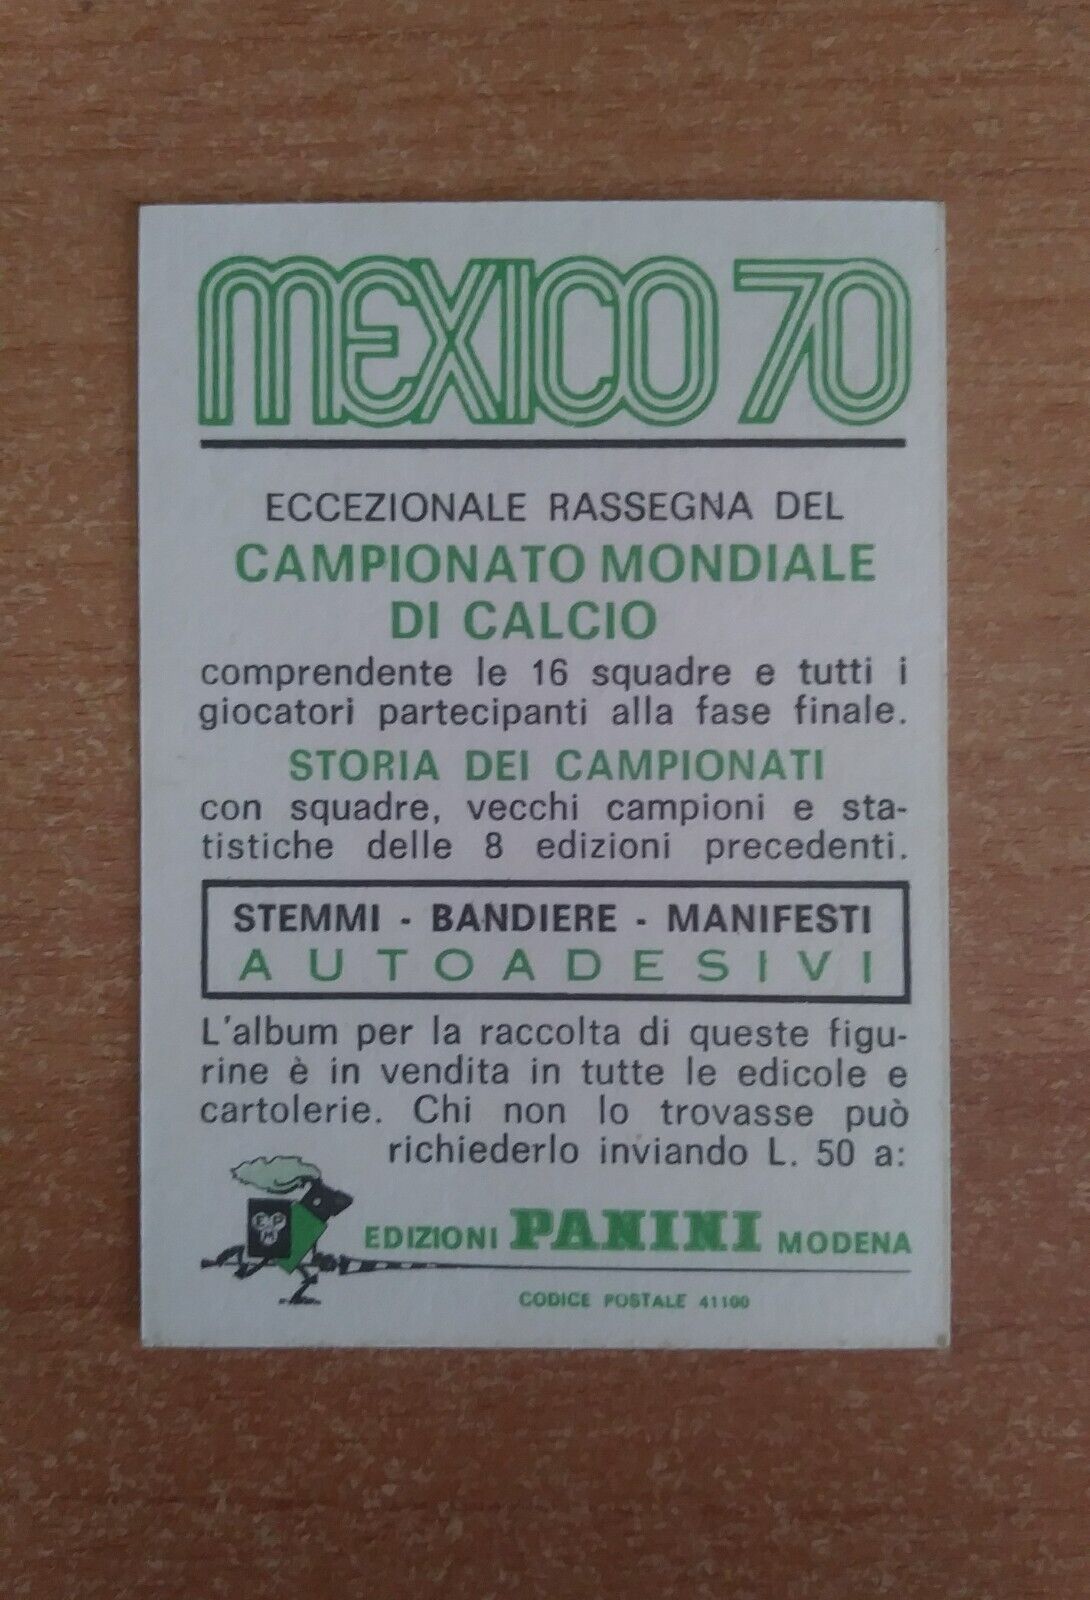 MEXICO 70
ECCEZIONALE RASSEGNA DEL
CAMPIONATO MONDIALE
DI CALCIO
comprendente le 16 squadre e tutti i
giocatori partecipanti alla fase finale.
STORIA DEI CAMPIONATI
con squadre, vecchi campioni e sta-
tistiche delle 8 edizioni precedenti.
STEMMI - BANDIERE - MANIFESTI
AUTOADESIVI
L'album per la raccolta di queste figu-
rine è in vendita in tutte le edicole e
cartolerie. Chi non lo trovasse può
richiederlo inviando L. 50 a:
EPM
EDIZIONI PANINI MODENA
CODICE POSTALE 41100